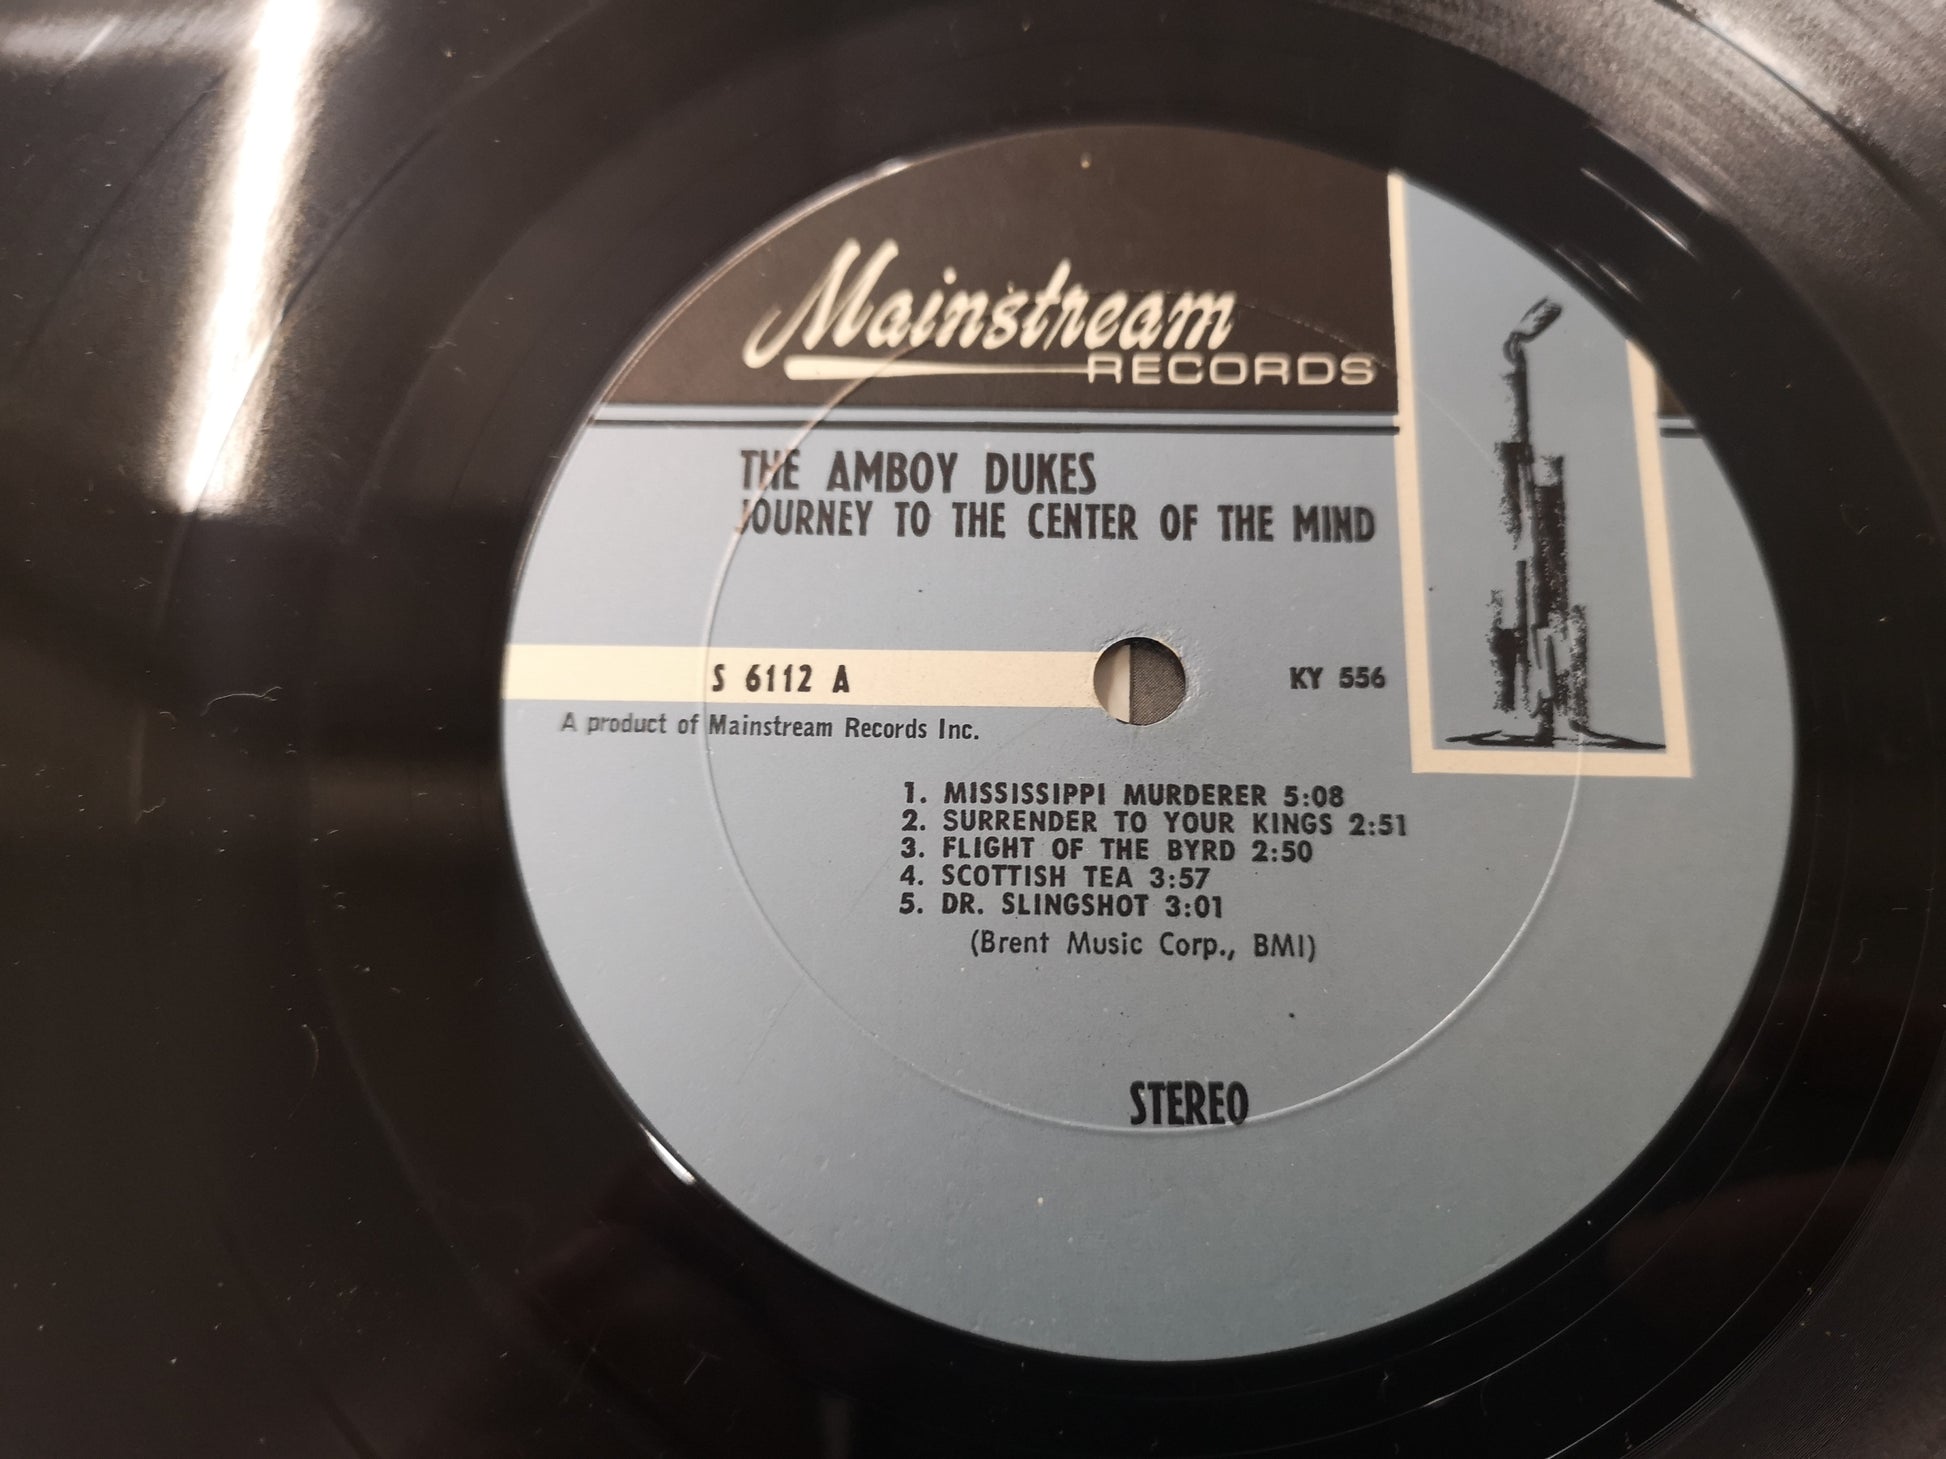 Mainstream
RECORDS
THE AMBOY DUKES
JOURNEY TO THE CENTER OF THE MIND
S 6112 A
KY 556
A product of Mainstream Records Inc.
1. MISSISSIPPI MURDERER 5:08
2. SURRENDER TO YOUR KINGS 2:51
3. FLIGHT OF THE BYRD 2:50
4. SCOTTISH TEA 3:57
5. DR. SLINGSHOT 3:01
(Brent Music Corp., BMI)
STEREO